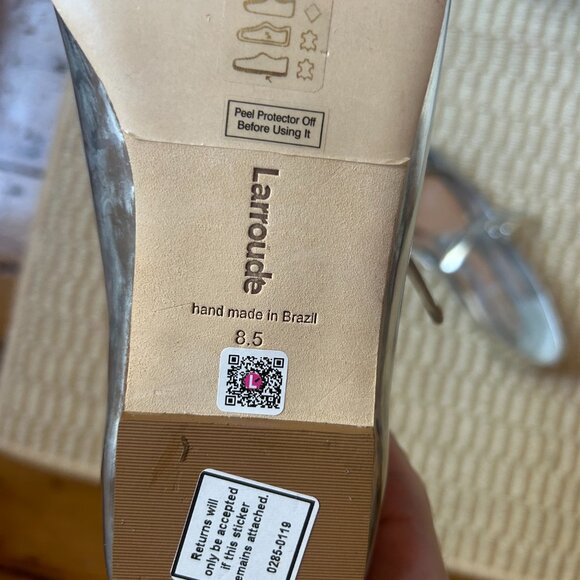 Peel Protector Off
Before Using It
Larroudé
hand made in Brazil
8.5
L
Returns will
only be accepted
if this sticker
remains attached.
0285-0119